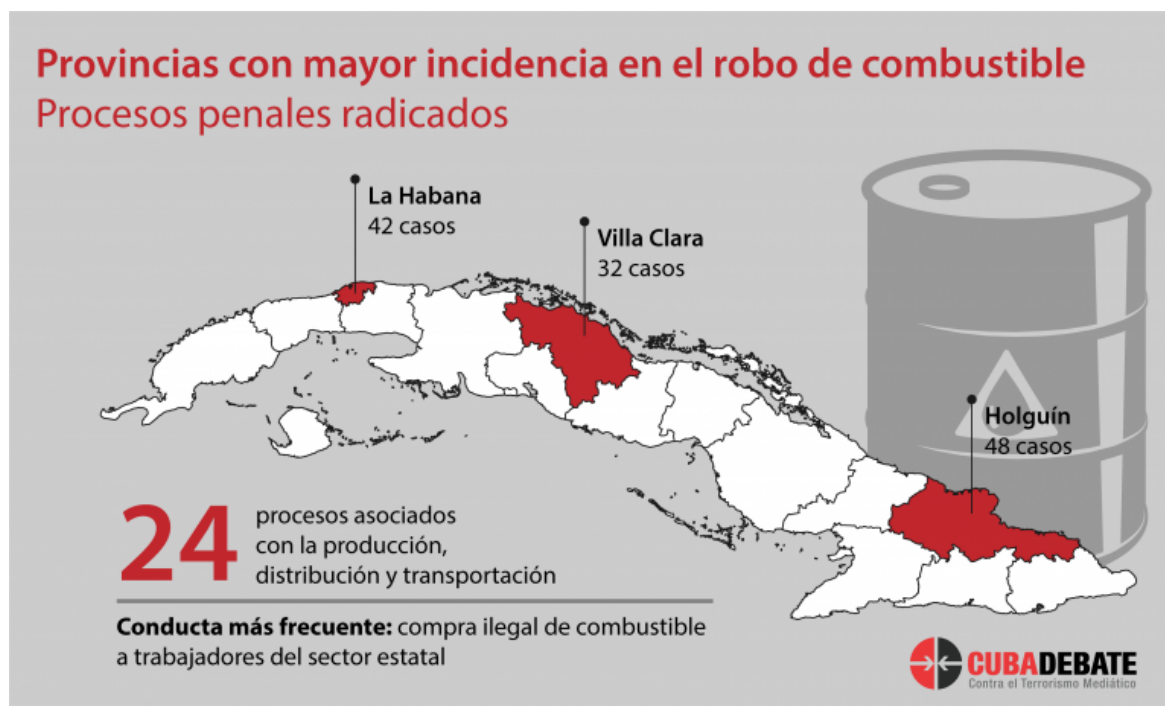 Provincias con mayor incidencia en el robo de combustible
Procesos penales radicados
La Habana
42 casos
Villa Clara
32 casos
Holguín
48 casos
24
procesos asociados
con la producción,
distribución y transportación
Conducta más frecuente: compra ilegal de combustible
a trabajadores del sector estatal
CUBADEBATE
Contra el Terrorismo Mediático